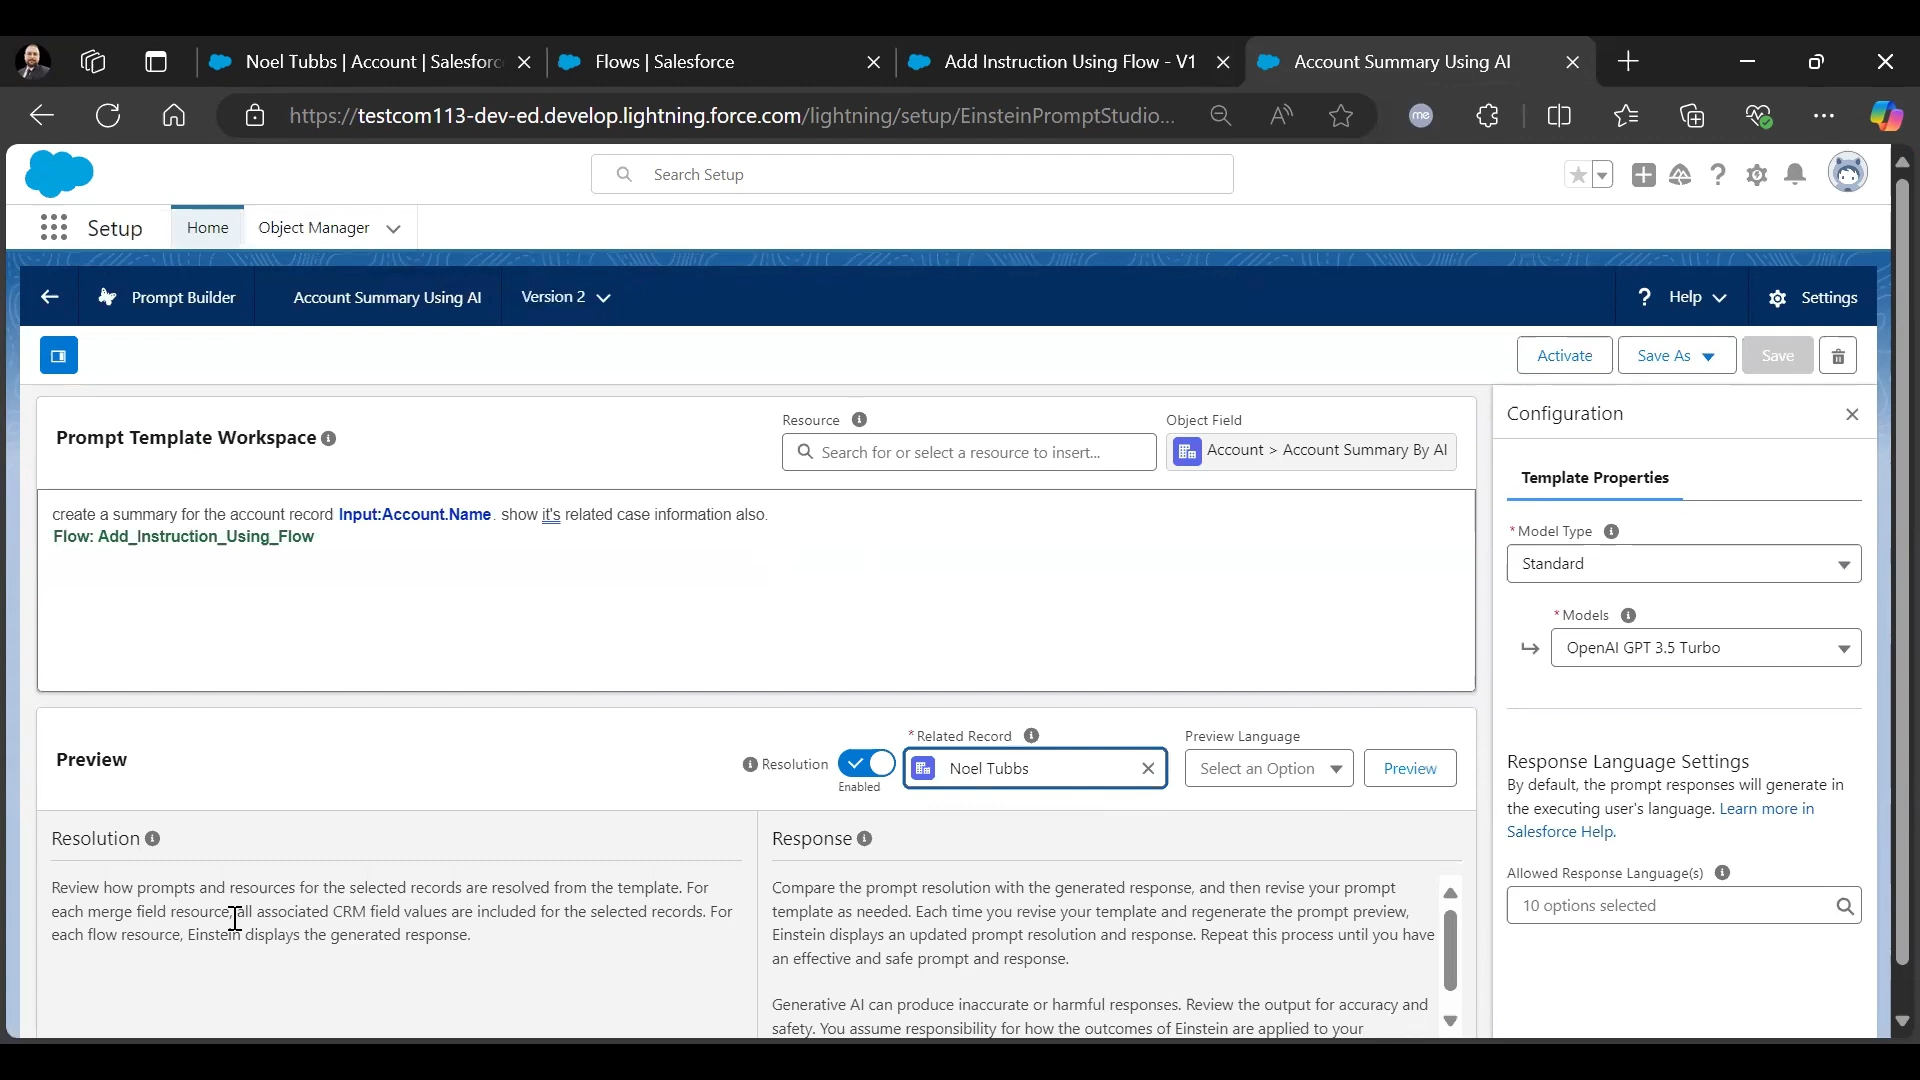 Noel Tubbs | Account | Salesforc
Flows | Salesforce
Add Instruction Using Flow - V1
Account Summary Using AI
https://testcom113-dev-ed.develop.lightning.force.com/lightning/setup/EinsteinPromptStudio...
me
Search Setup
Setup
Home
Object Manager
Prompt Builder
Account Summary Using AI
Version 2
? Help
Settings
Activate
Save As
Save
Prompt Template Workspace
Resource
Search for or select a resource to insert...
Object Field
Account > Account Summary By AI
create a summary for the account record Input:Account.Name. show it's related case information also.
Flow: Add_Instruction_Using_Flow
Preview
Resolution
Enabled
*Related Record
Noel Tubbs
Preview Language
Select an Option
Preview
Resolution
Review how prompts and resources for the selected records are resolved from the template. For
each merge field resource, all associated CRM field values are included for the selected records. For
each flow resource, Einstein displays the generated response.
Response
Compare the prompt resolution with the generated response, and then revise your prompt
template as needed. Each time you revise your template and regenerate the prompt preview,
Einstein displays an updated prompt resolution and response. Repeat this process until you have
an effective and safe prompt and response.
Generative AI can produce inaccurate or harmful responses. Review the output for accuracy and
safety. You assume responsibility for how the outcomes of Einstein are applied to your
Configuration
Template Properties
*Model Type
Standard
*Models
OpenAI GPT 3.5 Turbo
Response Language Settings
By default, the prompt responses will generate in
the executing user's language. Learn more in
Salesforce Help.
Allowed Response Language(s)
10 options selected